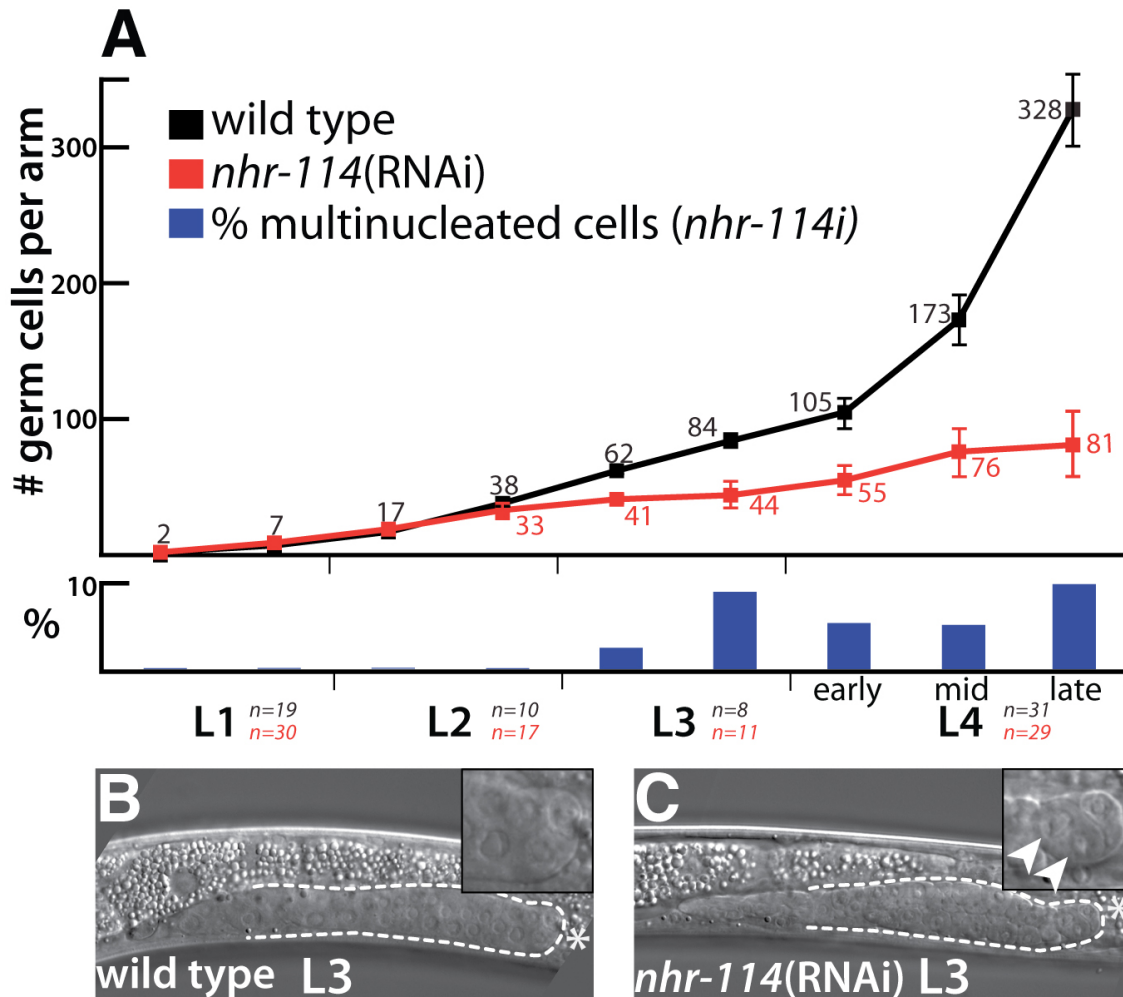 A
# germ cells per arm
300
200
100
wild type
nhr-114(RNAi)
% multinucleated cells (nhr-114i)
2
7
17
38
62
84
105
173
328
33
41
44
55
76
81
%
10
early
mid
late
L1
n=19
n=30
L2
n=10
n=17
L3
n=8
n=11
L4
n=31
n=29
B
*
wild type L3
C
*
nhr-114(RNAi) L3